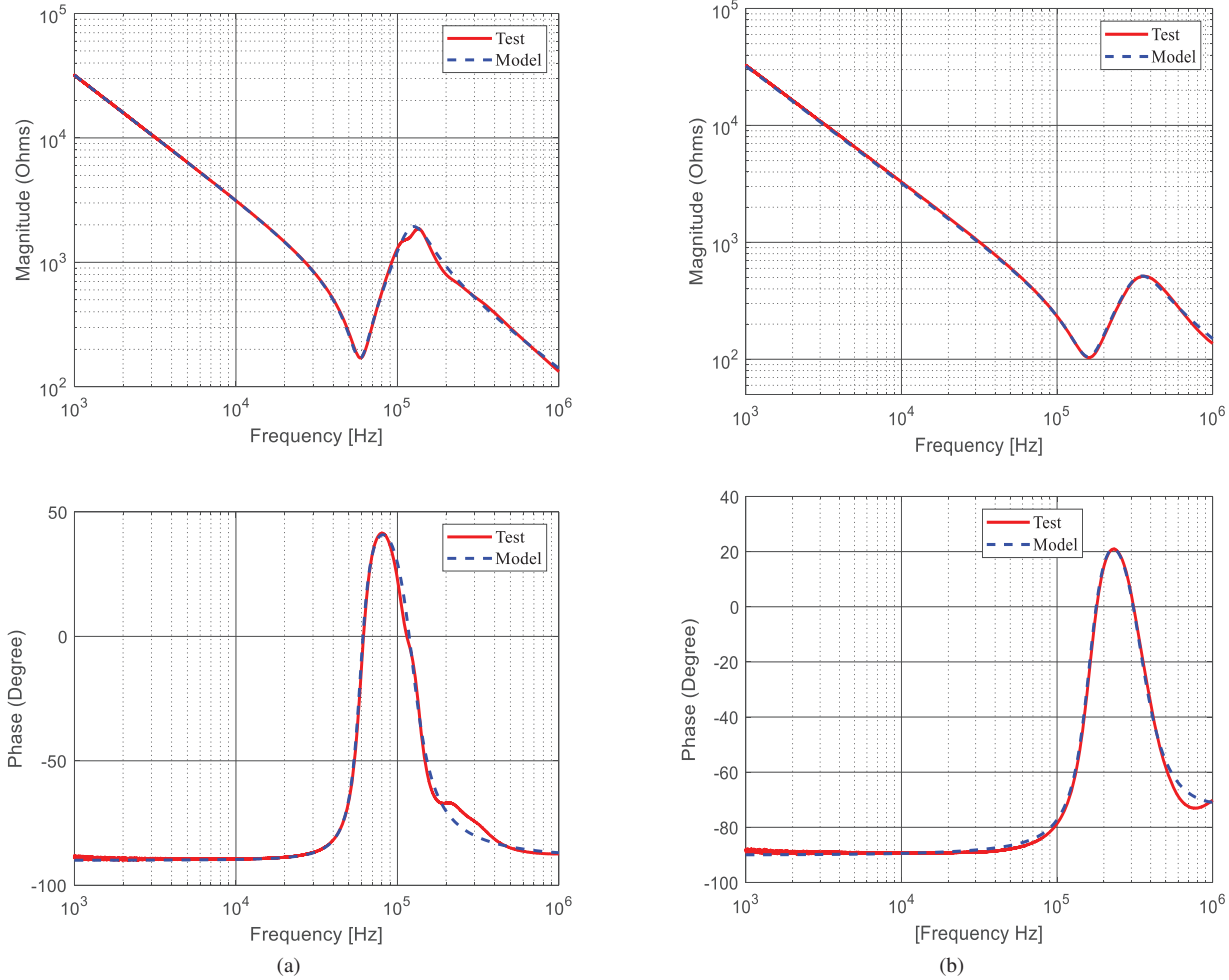 10^5
10^4
10^3
10^2
Magnitude (Ohms)
Test
Model
10^3
10^4
10^5
10^6
Frequency [Hz]
10^5
10^4
10^3
10^2
Magnitude (Ohms)
Test
Model
10^3
10^4
10^5
10^6
Frequency [Hz]
50
0
-50
-100
Phase (Degree)
Test
Model
10^3
10^4
10^5
10^6
Frequency [Hz]
(a)
40
20
0
-20
-40
-60
-80
-100
Phase (Degree)
Test
Model
10^3
10^4
10^5
10^6
[Frequency Hz]
(b)